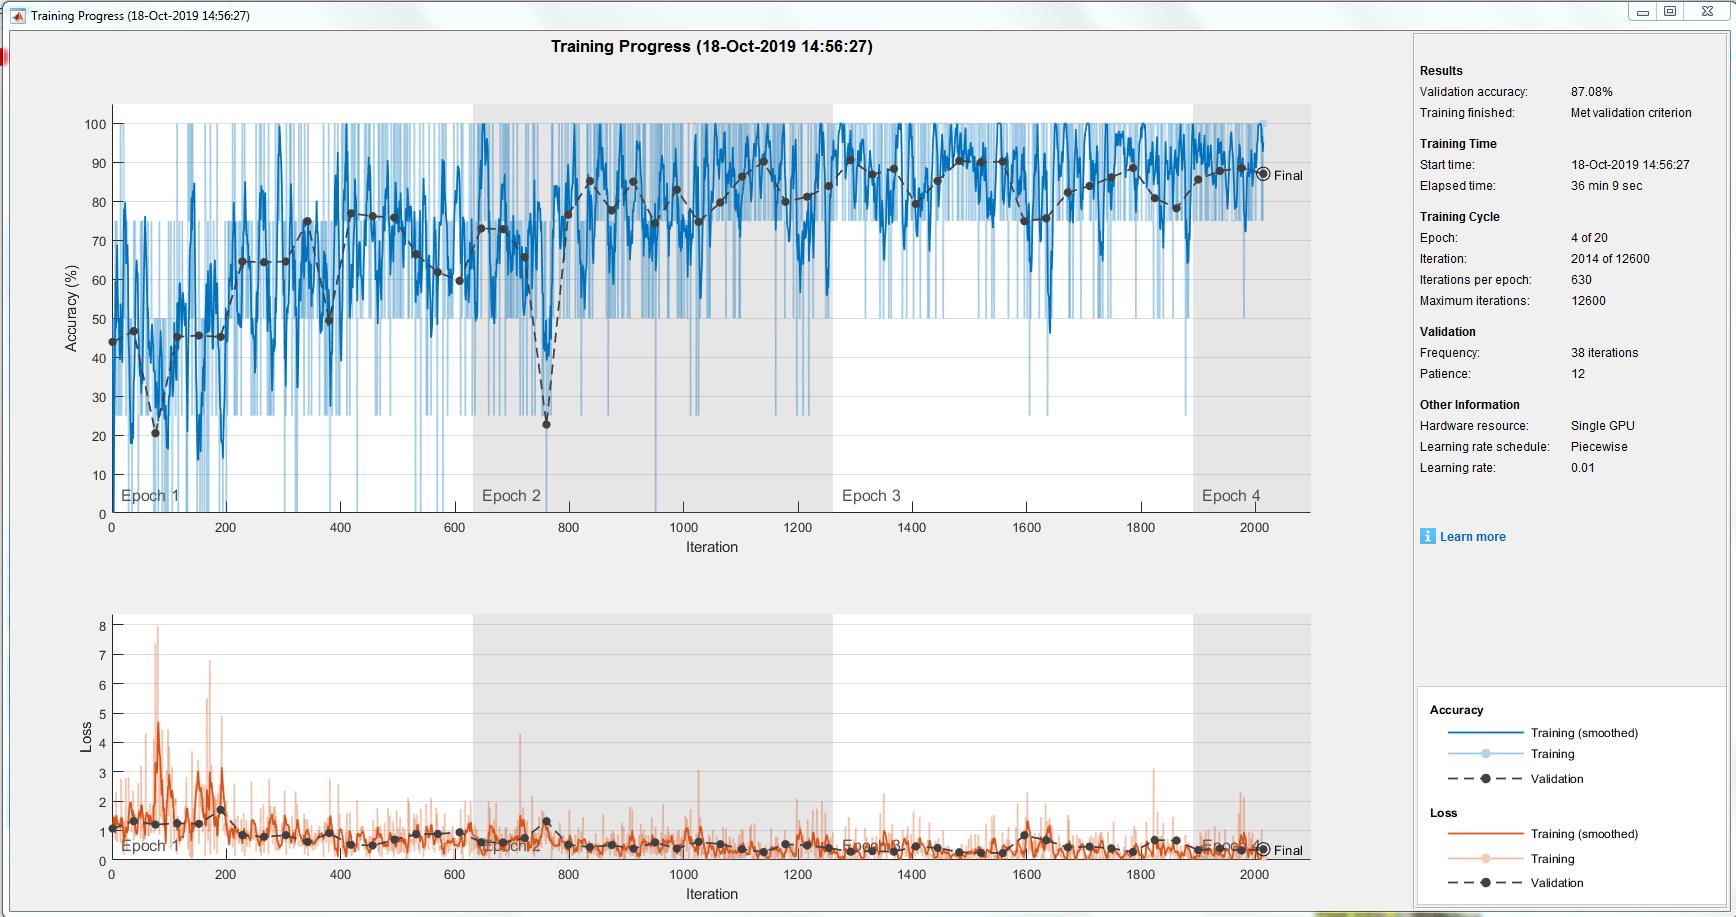 Training Progress (18-Oct-2019 14:56:27)
Training Progress (18-Oct-2019 14:56:27)
100
90
80
70
60
50
40
30
20
10
0
Accuracy (%)
Final
Epoch 1
Epoch 2
Epoch 3
Epoch 4
0 200 400 600 800 1000 1200 1400 1600 1800 2000
Iteration
8
7
6
5
4
3
2
1
0
Loss
Final
Epoch 1
Epoch 2
Epoch 3
Epoch 4
0 200 400 600 800 1000 1200 1400 1600 1800 2000
Iteration
Results
Validation accuracy: 87.08%
Training finished: Met validation criterion
Training Time
Start time: 18-Oct-2019 14:56:27
Elapsed time: 36 min 9 sec
Training Cycle
Epoch: 4 of 20
Iteration: 2014 of 12600
Iterations per epoch: 630
Maximum iterations: 12600
Validation
Frequency: 38 iterations
Patience: 12
Other Information
Hardware resource: Single GPU
Learning rate schedule: Piecewise
Learning rate: 0.01
i Learn more
Accuracy
Training (smoothed)
Training
Validation
Loss
Training (smoothed)
Training
Validation